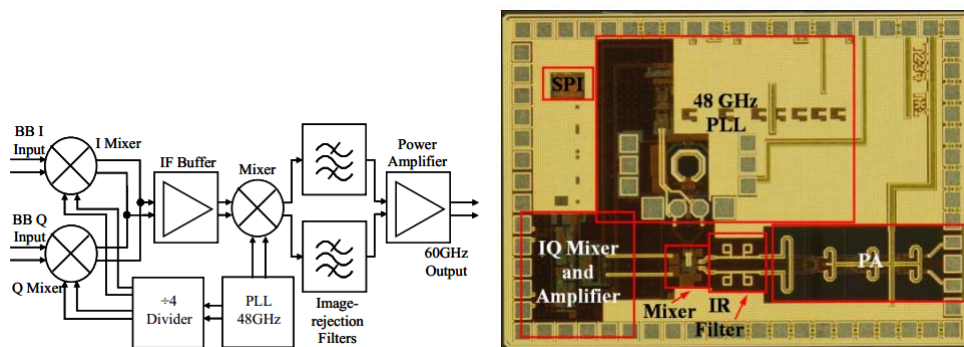 BB I
Input
I Mixer
IF Buffer
Mixer
Power
Amplifier
BB Q
Input
Q Mixer
÷4
Divider
PLL
48GHz
Image-
rejection
Filters
60GHz
Output
SPI
48 GHz
PLL
IQ Mixer
and
Amplifier
Mixer
IR
Filter
PA